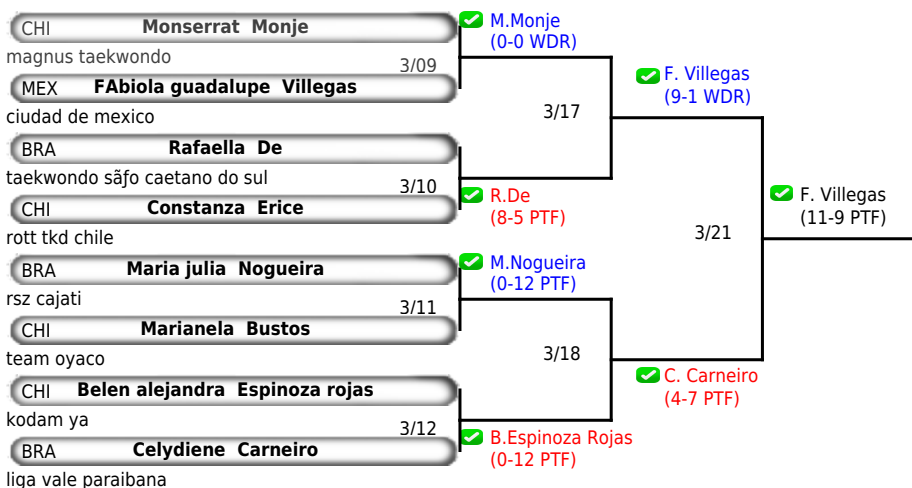 CHI Monserrat Monje
magnus taekwondo
3/09
MEX FAbiola guadalupe Villegas
ciudad de mexico
BRA Rafaella De
taekwondo sãfo caetano do sul
3/10
CHI Constanza Erice
rott tkd chile
BRA Maria julia Nogueira
rsz cajati
3/11
CHI Marianela Bustos
team oyaco
CHI Belen alejandra Espinoza rojas
kodam ya
3/12
BRA Celydiene Carneiro
liga vale paraibana
M.Monje
(0-0 WDR)
3/17
R.De
(8-5 PTF)
M.Nogueira
(0-12 PTF)
3/18
B.Espinoza Rojas
(0-12 PTF)
F. Villegas
(9-1 WDR)
3/21
C. Carneiro
(4-7 PTF)
F. Villegas
(11-9 PTF)